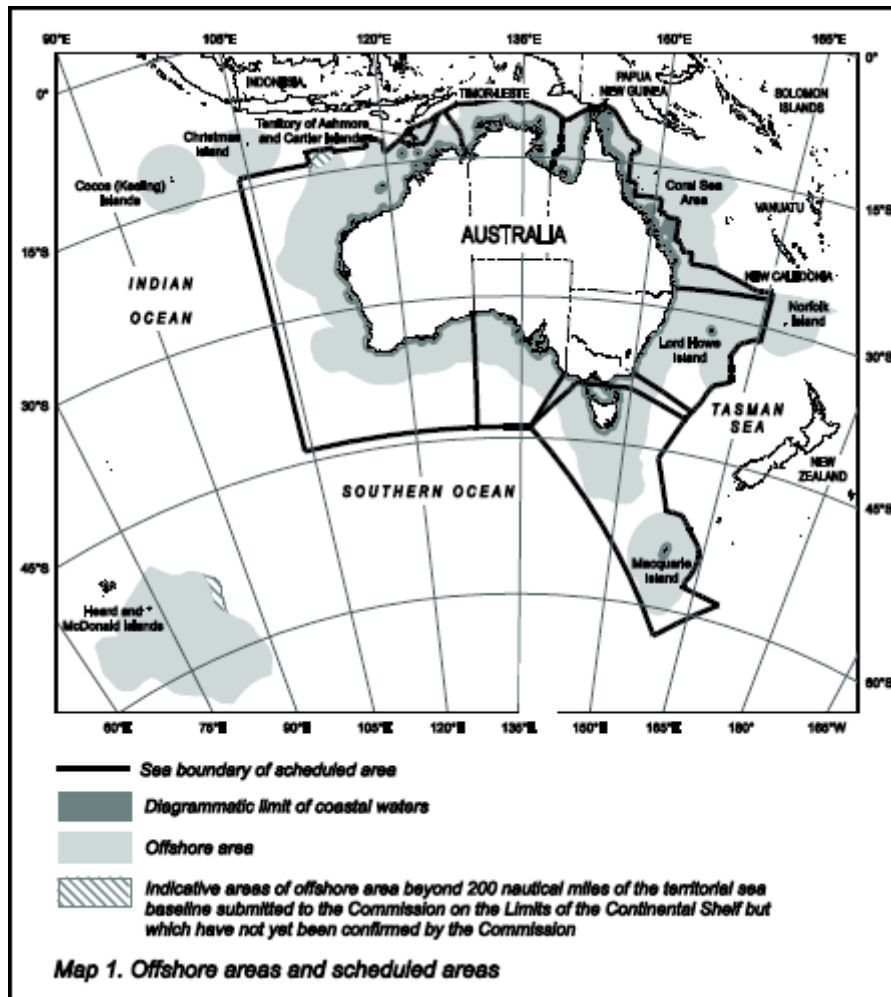 90°E 105°E 120°E 135°E 150°E 165°E
0° 0°
INDONESIA
TIMOR-LESTE
PAPUA
NEW GUINEA
SOLOMON
ISLANDS
Territory of Ashmore
and Cartier Islands
Christmas
Island
Cocos (Keeling)
Islands
Coral Sea
Area
VANUATU
15°S
15°S
AUSTRALIA
NEW CALEDONIA
INDIAN
OCEAN
Norfolk
Island
Lord Howe
Island
30°S
30°S
TASMAN
SEA
NEW
ZEALAND
SOUTHERN OCEAN
45°S
45°S
Macquarie
Island
Heard and
McDonald Islands
60°S
60°E 75°E 90°E 105°E 120°E 135°E 150°E 165°E 180° 165°W
Sea boundary of scheduled area
Diagrammatic limit of coastal waters
Offshore area
Indicative areas of offshore area beyond 200 nautical miles of the territorial sea
baseline submitted to the Commission on the Limits of the Continental Shelf but
which have not yet been confirmed by the Commission
Map 1. Offshore areas and scheduled areas